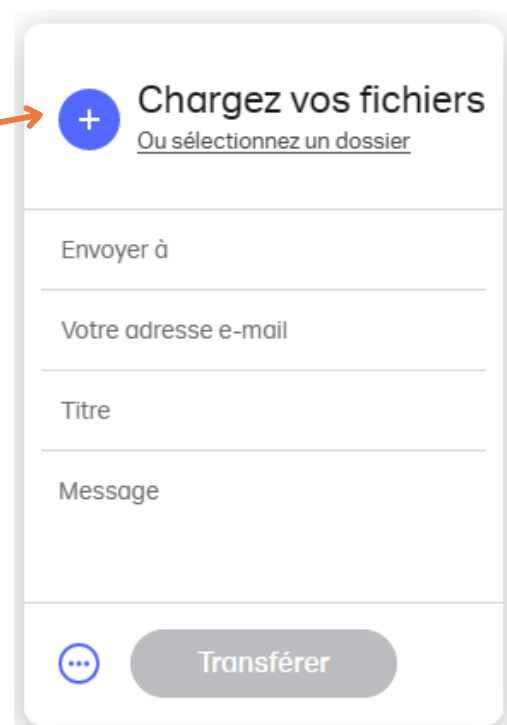 Chargez vos fichiers
Ou sélectionnez un dossier
Envoyer à
Votre adresse e-mail
Titre
Message
Transférer